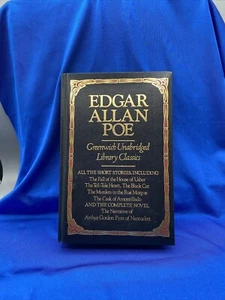 EDGAR
ALLAN
POE
Greenwich Unabridged
Library Classics
ALL THE SHORT STORIES, INCLUDING
The Fall of the House of Usher
The Tell-Tale Heart, The Black Cat
The Murders in the Rue Morgue
The Cask of Amontillado
AND THE COMPLETE NOVEL
The Narrative of
Arthur Gordon Pym of Nantucket